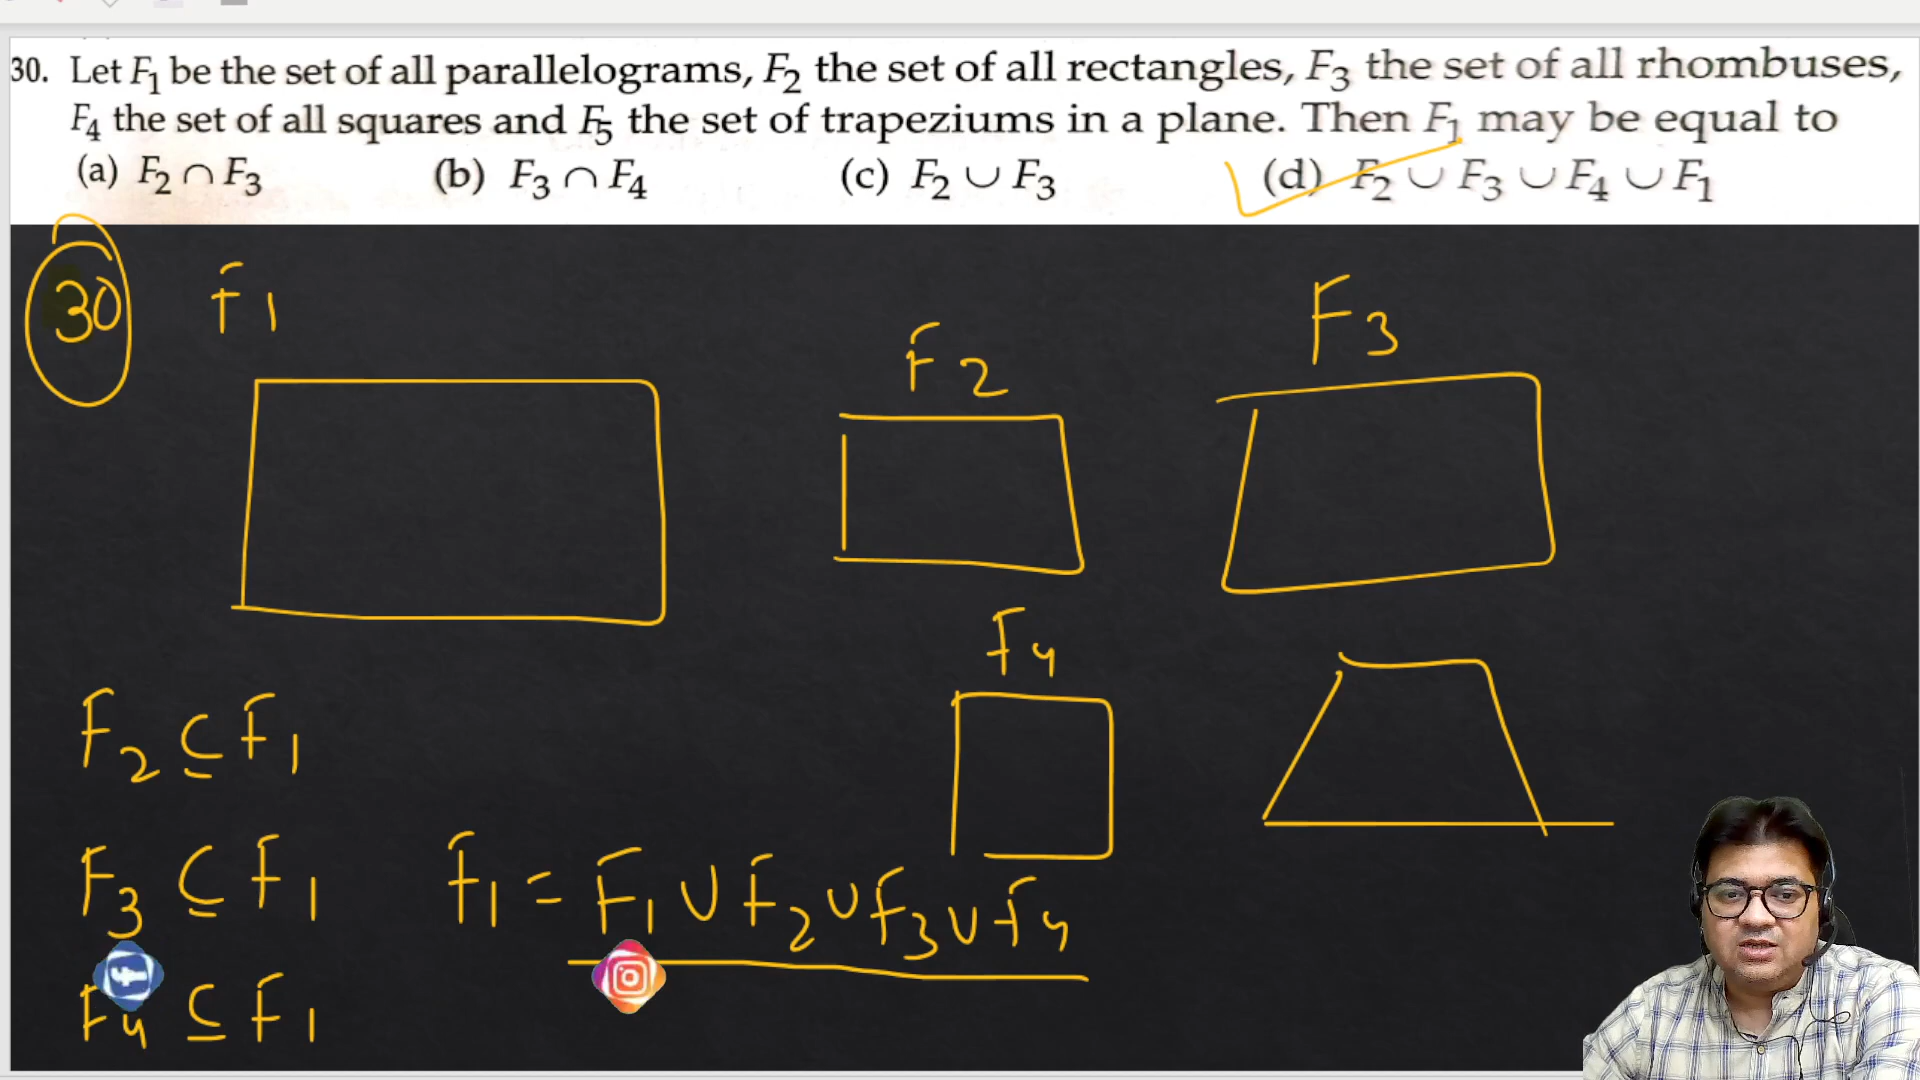 30. Let F₁ be the set of all parallelograms, F₂ the set of all rectangles, F₃ the set of all rhombuses,
F₄ the set of all squares and F₅ the set of trapeziums in a plane. Then F₁ may be equal to
(a) F₂ ∩ F₃ (b) F₃ ∩ F₄ (c) F₂ ∪ F₃ (d) F₂ ∪ F₃ ∪ F₄ ∪ F₁
30
F1
F2
F3
F4
F2 ⊆ F1
F3 ⊆ F1
F1 = F1 ∪ F2 ∪ F3 ∪ F4
F4 ⊆ F1